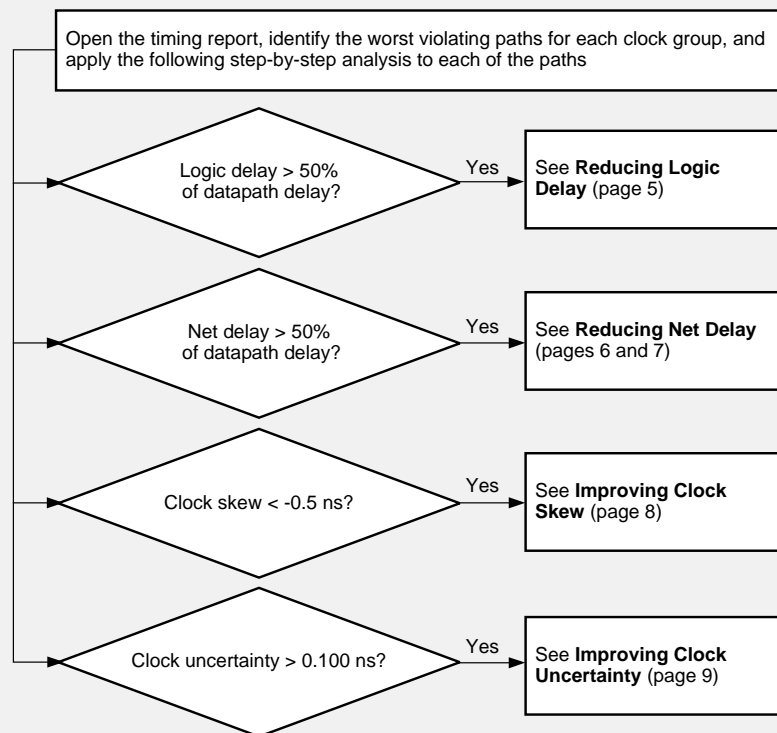 Open the timing report, identify the worst violating paths for each clock group, and
apply the following step-by-step analysis to each of the paths
Logic delay > 50%
of datapath delay?
Yes
See Reducing Logic
Delay (page 5)
Net delay > 50%
of datapath delay?
Yes
See Reducing Net Delay
(pages 6 and 7)
Clock skew < -0.5 ns?
Yes
See Improving Clock
Skew (page 8)
Clock uncertainty > 0.100 ns?
Yes
See Improving Clock
Uncertainty (page 9)